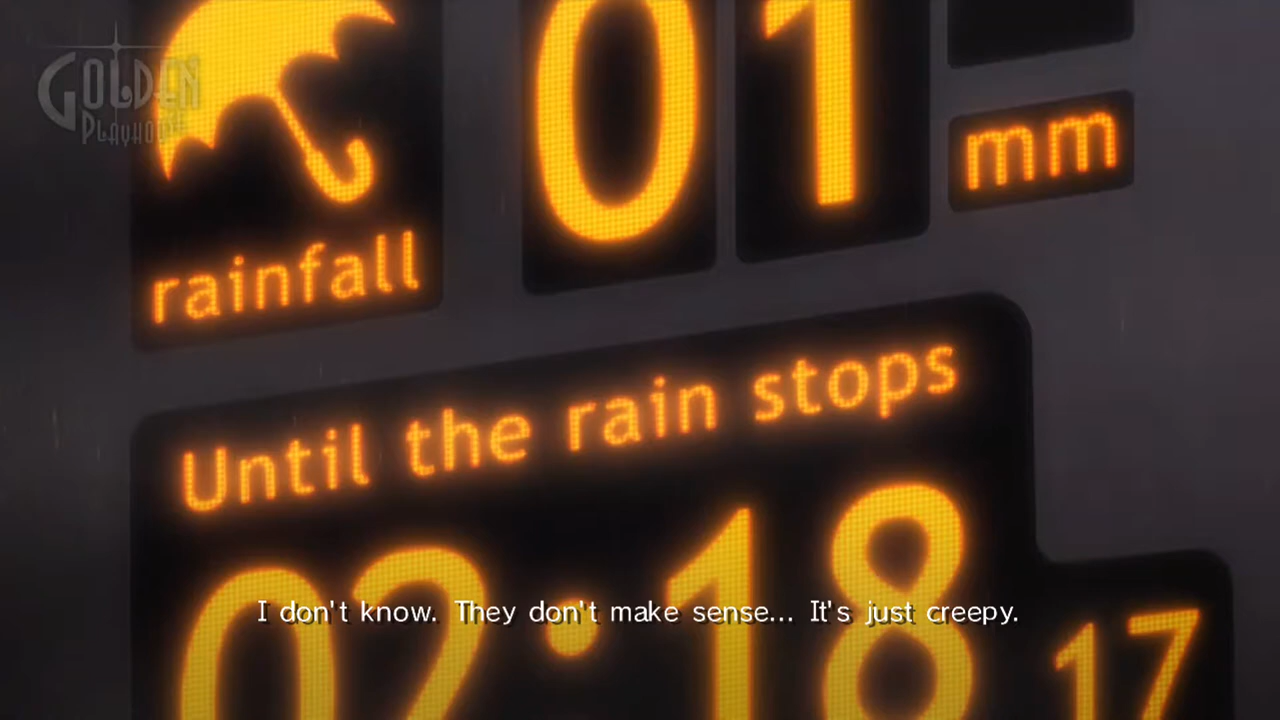 GOLDEN
PLAYHOUSE
01
mm
rainfall
Until the rain stops
02:18
17
I don't know. They don't make sense... It's just creepy.